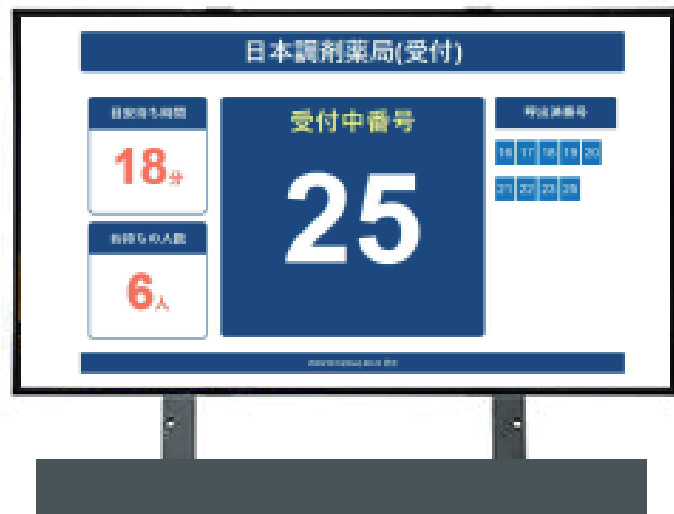 日本調剤薬局(受付)
目安待ち時間
18分
お待ちの人数
6人
受付中番号
25
呼出済番号
16 17 18 19 20
21 22 23 25